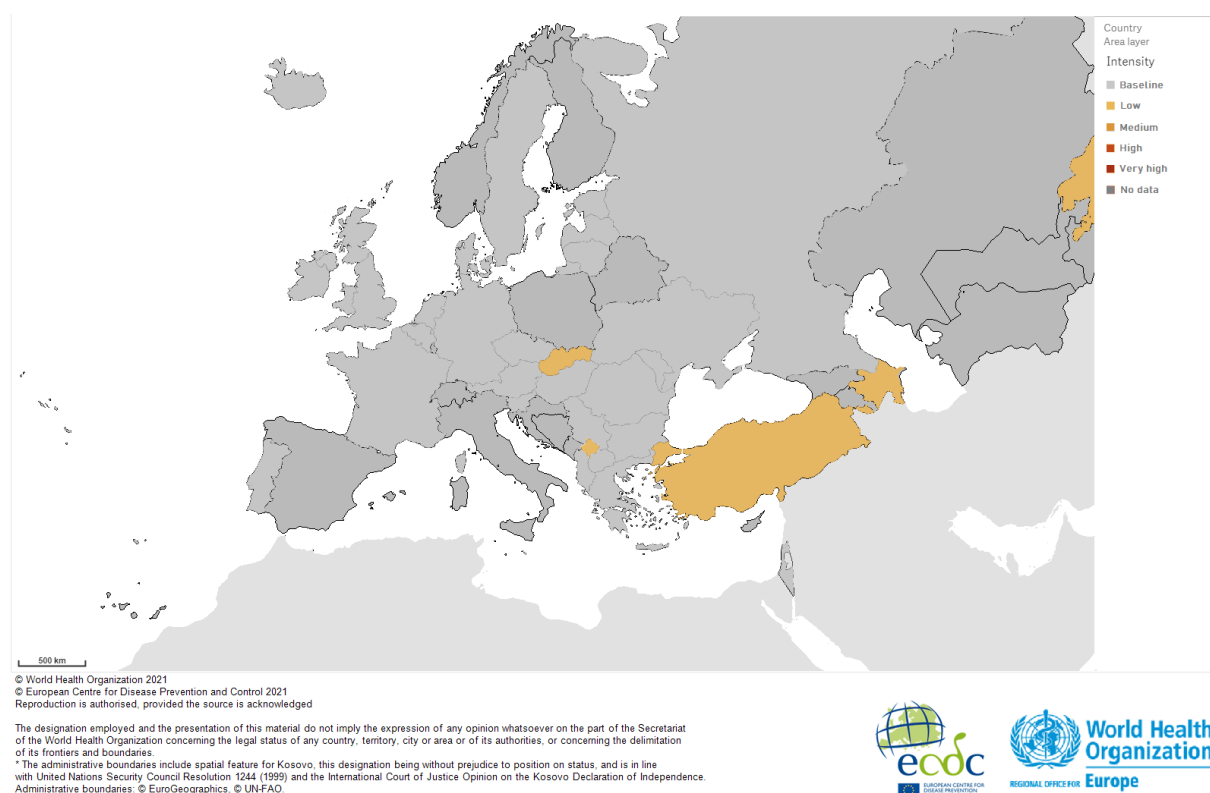 Country
Area layer
Intensity
Baseline
Low
Medium
High
Very high
No data
500 km
© World Health Organization 2021
© European Centre for Disease Prevention and Control 2021
Reproduction is authorised, provided the source is acknowledged
The designation employed and the presentation of this material do not imply the expression of any opinion whatsoever on the part of the Secretariat
of the World Health Organization concerning the legal status of any country, territory, city or area or of its authorities, or concerning the delimitation
of its frontiers and boundaries.
* The administrative boundaries include spatial feature for Kosovo, this designation being without prejudice to position on status, and is in line
with United Nations Security Council Resolution 1244 (1999) and the International Court of Justice Opinion on the Kosovo Declaration of Independence.
Administrative boundaries: © EuroGeographics, © UN-FAO.
ecdc
EUROPEAN CENTRE FOR
DISEASE PREVENTION
World Health
Organization
REGIONAL OFFICE FOR Europe